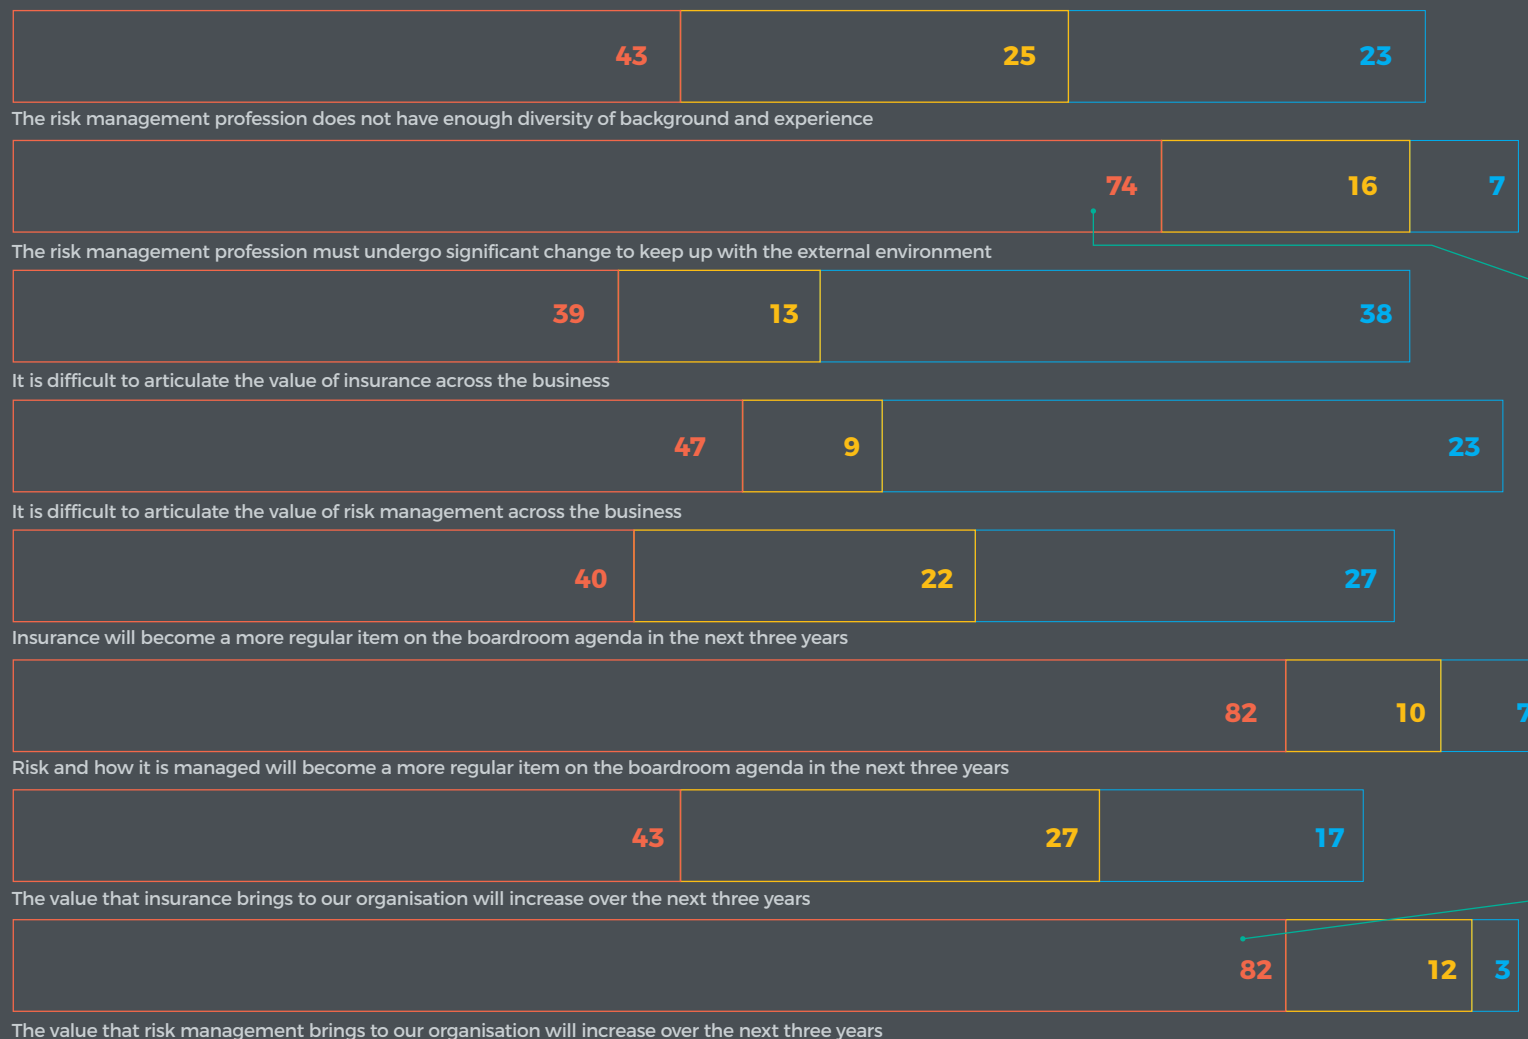 43 25 23
The risk management profession does not have enough diversity of background and experience
74 16 7
The risk management profession must undergo significant change to keep up with the external environment
39 13 38
It is difficult to articulate the value of insurance across the business
47 9 23
It is difficult to articulate the value of risk management across the business
40 22 27
Insurance will become a more regular item on the boardroom agenda in the next three years
82 10 7
Risk and how it is managed will become a more regular item on the boardroom agenda in the next three years
43 27 17
The value that insurance brings to our organisation will increase over the next three years
82 12 3
The value that risk management brings to our organisation will increase over the next three years